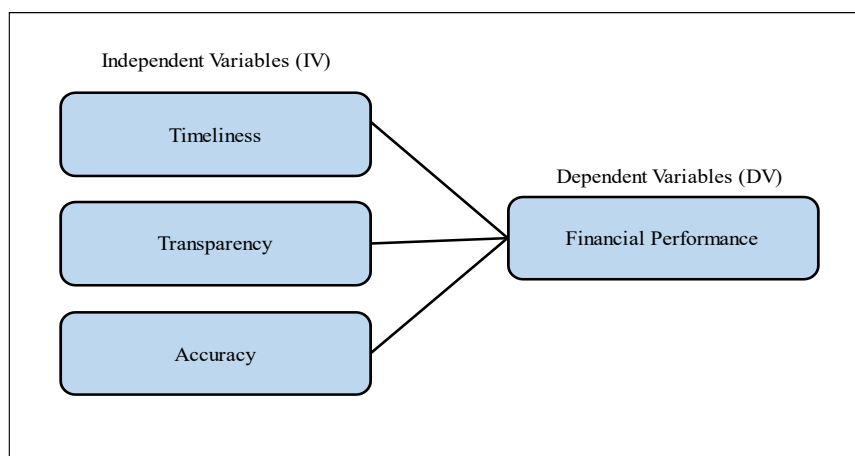 Independent Variables (IV)
Timeliness
Transparency
Accuracy
Dependent Variables (DV)
Financial Performance